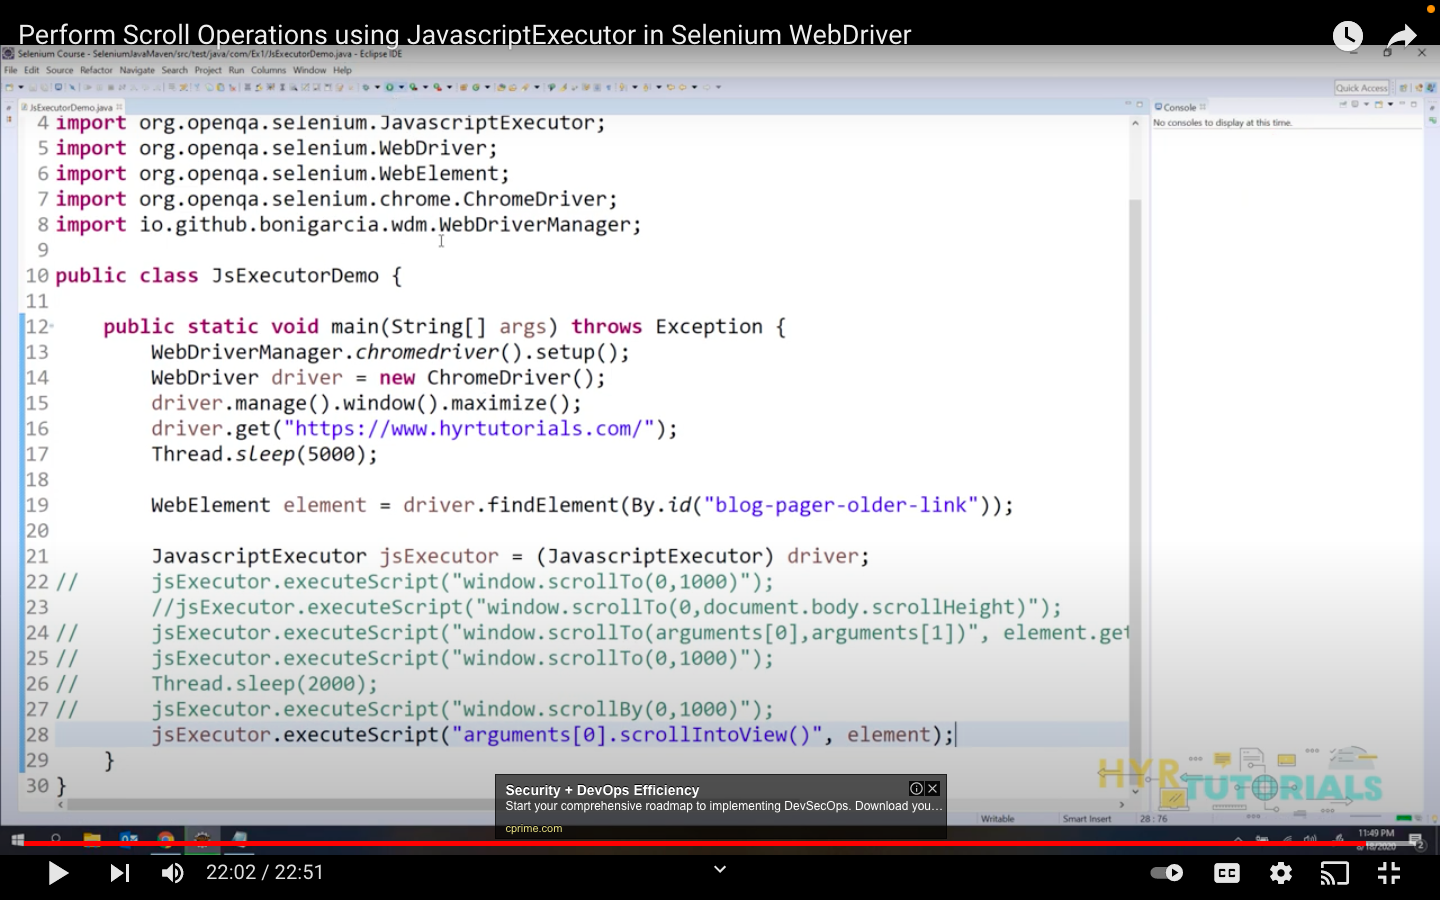 Perform Scroll Operations using JavascriptExecutor in Selenium WebDriver
Selenium Course - SeleniumJavaMaven/src/test/java/com/Ex1/JsExecutorDemo.java - Eclipse IDE
File Edit Source Refactor Navigate Search Project Run Columns Window Help
Quick Access
JsExecutorDemo.java
Console
No consoles to display at this time.
4 import org.openqa.selenium.JavascriptExecutor;
5 import org.openqa.selenium.WebDriver;
6 import org.openqa.selenium.WebElement;
7 import org.openqa.selenium.chrome.ChromeDriver;
8 import io.github.bonigarcia.wdm.WebDriverManager;
9
10 public class JsExecutorDemo {
11
12 public static void main(String[] args) throws Exception {
13 WebDriverManager.chromedriver().setup();
14 WebDriver driver = new ChromeDriver();
15 driver.manage().window().maximize();
16 driver.get("https://www.hyrtutorials.com/");
17 Thread.sleep(5000);
18
19 WebElement element = driver.findElement(By.id("blog-pager-older-link"));
20
21 JavascriptExecutor jsExecutor = (JavascriptExecutor) driver;
22 // jsExecutor.executeScript("window.scrollTo(0,1000)");
23 //jsExecutor.executeScript("window.scrollTo(0,document.body.scrollHeight)");
24 // jsExecutor.executeScript("window.scrollTo(arguments[0],arguments[1])", element.get
25 // jsExecutor.executeScript("window.scrollTo(0,1000)");
26 // Thread.sleep(2000);
27 // jsExecutor.executeScript("window.scrollBy(0,1000)");
28 jsExecutor.executeScript("arguments[0].scrollIntoView()", element);
29 }
30 }
HYR TUTORIALS
Security + DevOps Efficiency
Start your comprehensive roadmap to implementing DevSecOps. Download you...
cprime.com
Writable Smart Insert 28 : 76
11:49 PM
22:02 / 22:51
CC